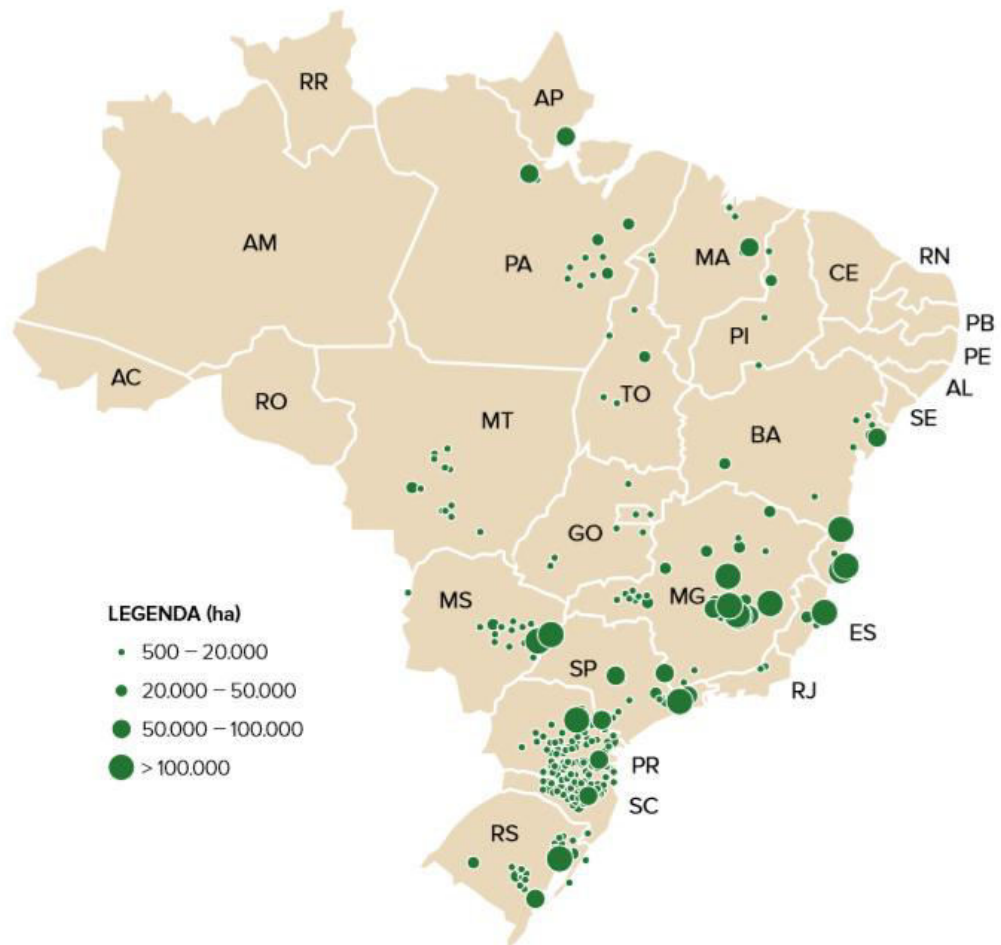 RR
AP
AM
PA
MA
CE
RN
PB
PE
AL
SE
PI
AC
RO
TO
MT
BA
GO
MS
MG
ES
SP
RJ
PR
SC
RS
LEGENDA (ha)
500 – 20.000
20.000 – 50.000
50.000 – 100.000
> 100.000